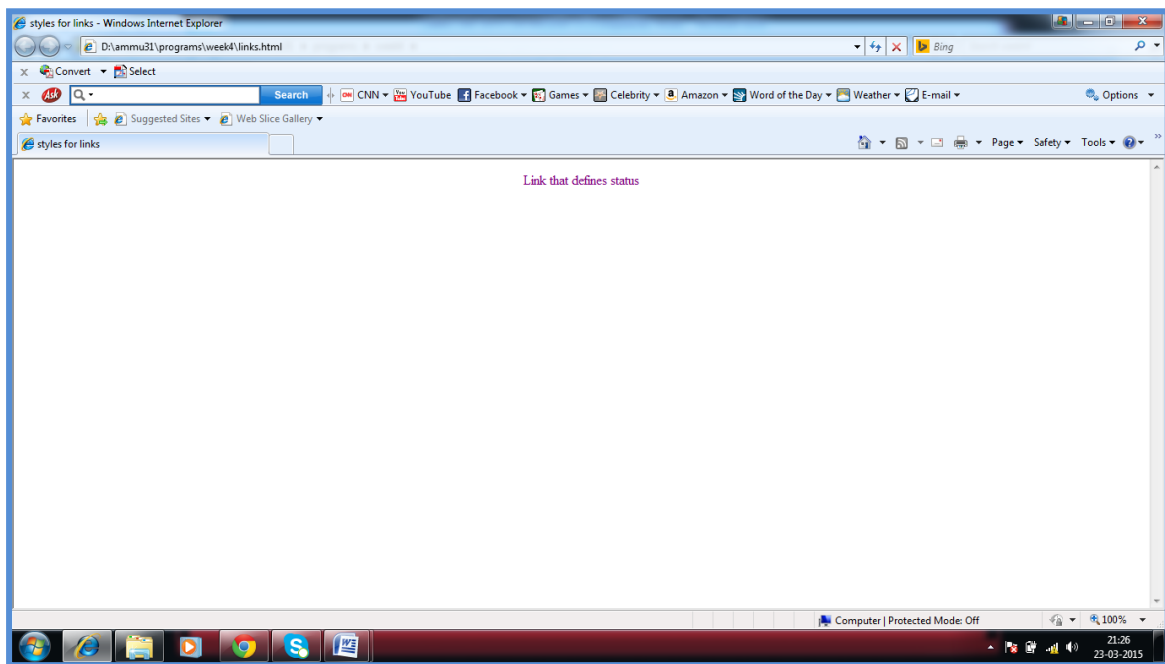 styles for links - Windows Internet Explorer
D:\ammu31\programs\week4\links.html
Bing
x Convert Select
x Ask Search CNN YouTube Facebook Games Celebrity Amazon Word of the Day Weather E-mail Options
Favorites Suggested Sites Web Slice Gallery
styles for links Page Safety Tools
Link that defines status
Computer | Protected Mode: Off 100%
21:26
23-03-2015